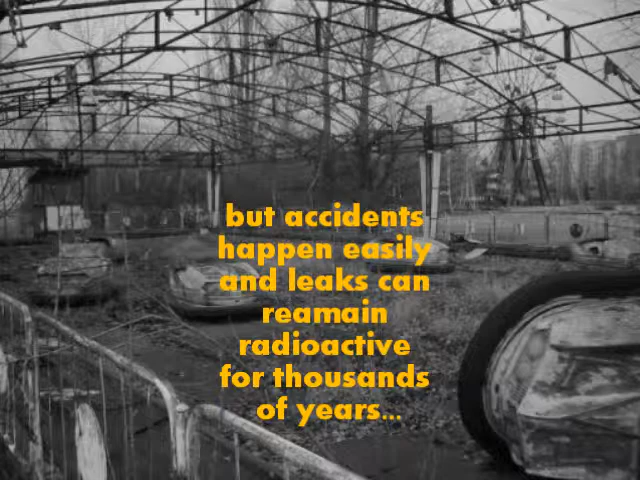 but accidents
happen easily
and leaks can
reamain
radioactive
for thousands
of years...